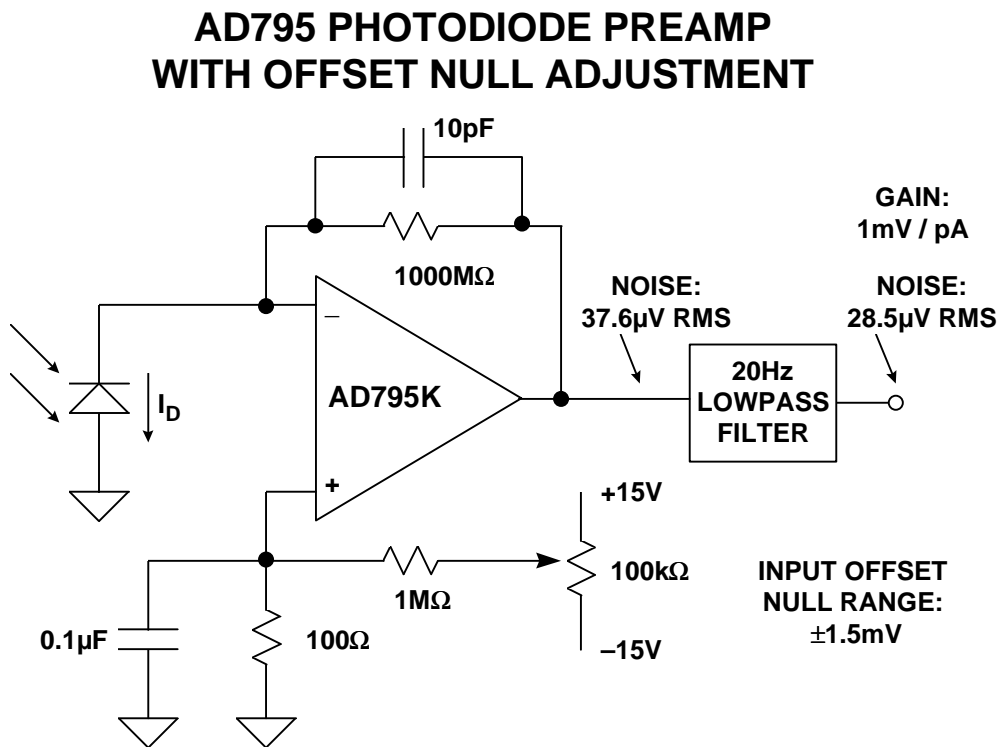 AD795 PHOTODIODE PREAMP
WITH OFFSET NULL ADJUSTMENT
10pF
1000MΩ
GAIN:
1mV / pA
NOISE:
37.6µV RMS
NOISE:
28.5µV RMS
I_D
–
AD795K
+
20Hz
LOWPASS
FILTER
+15V
100kΩ
–15V
1MΩ
0.1µF
100Ω
INPUT OFFSET
NULL RANGE:
±1.5mV